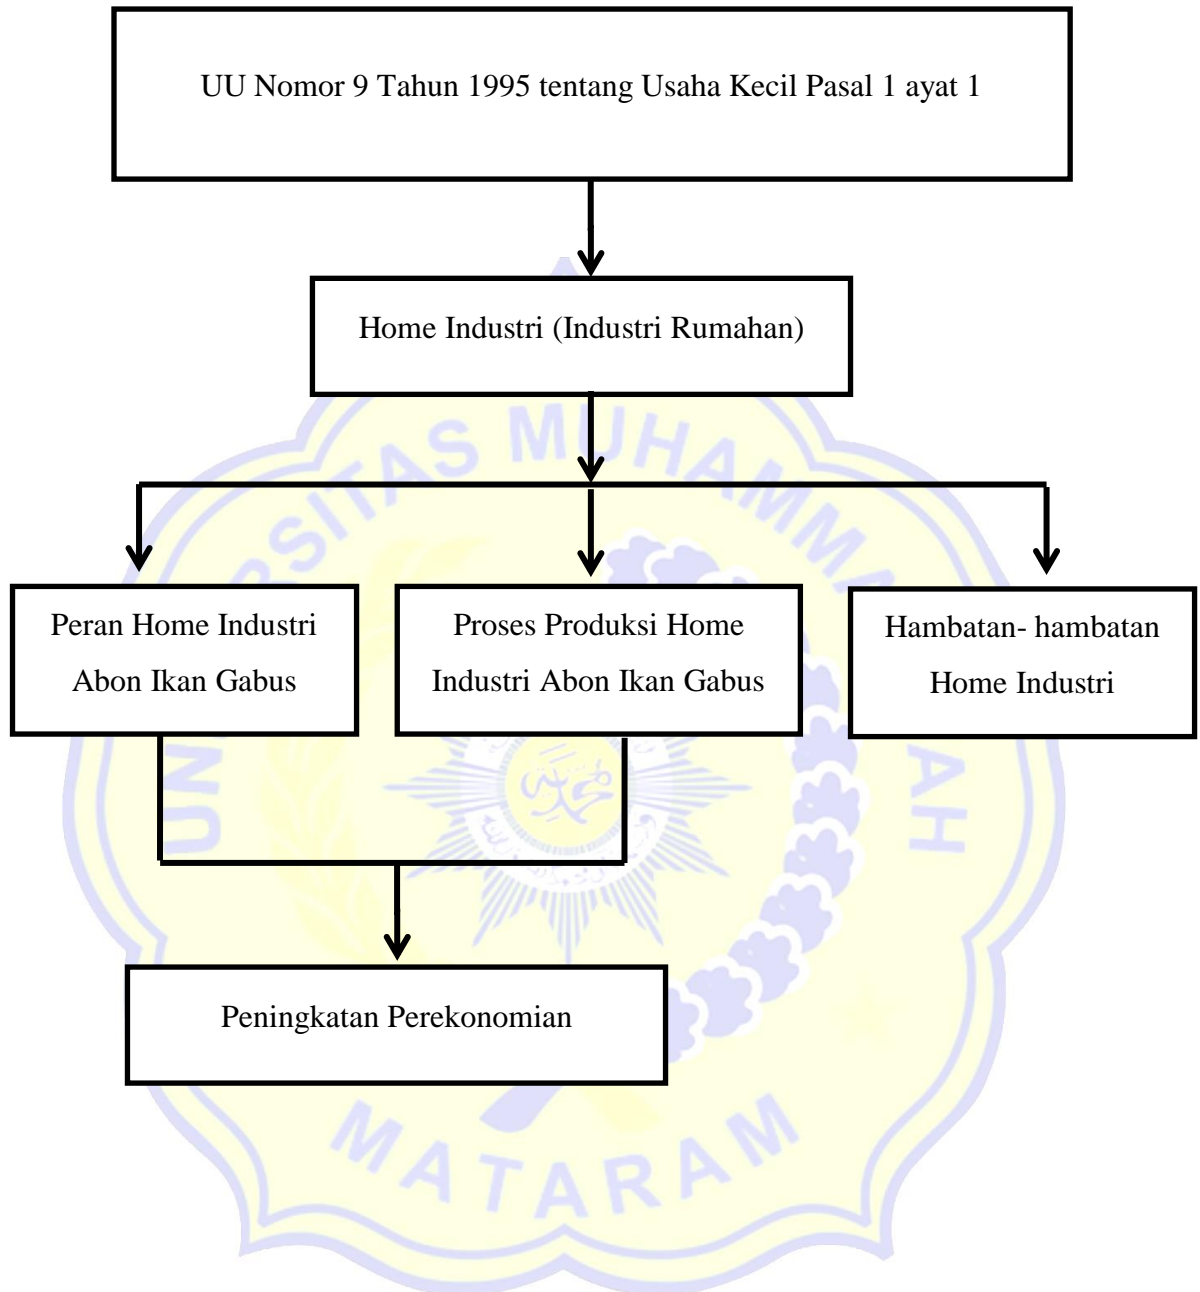 UU Nomor 9 Tahun 1995 tentang Usaha Kecil Pasal 1 ayat 1
Home Industri (Industri Rumahan)
Peran Home Industri
Abon Ikan Gabus
Proses Produksi Home
Industri Abon Ikan Gabus
Hambatan- hambatan
Home Industri
Peningkatan Perekonomian
MATARAM